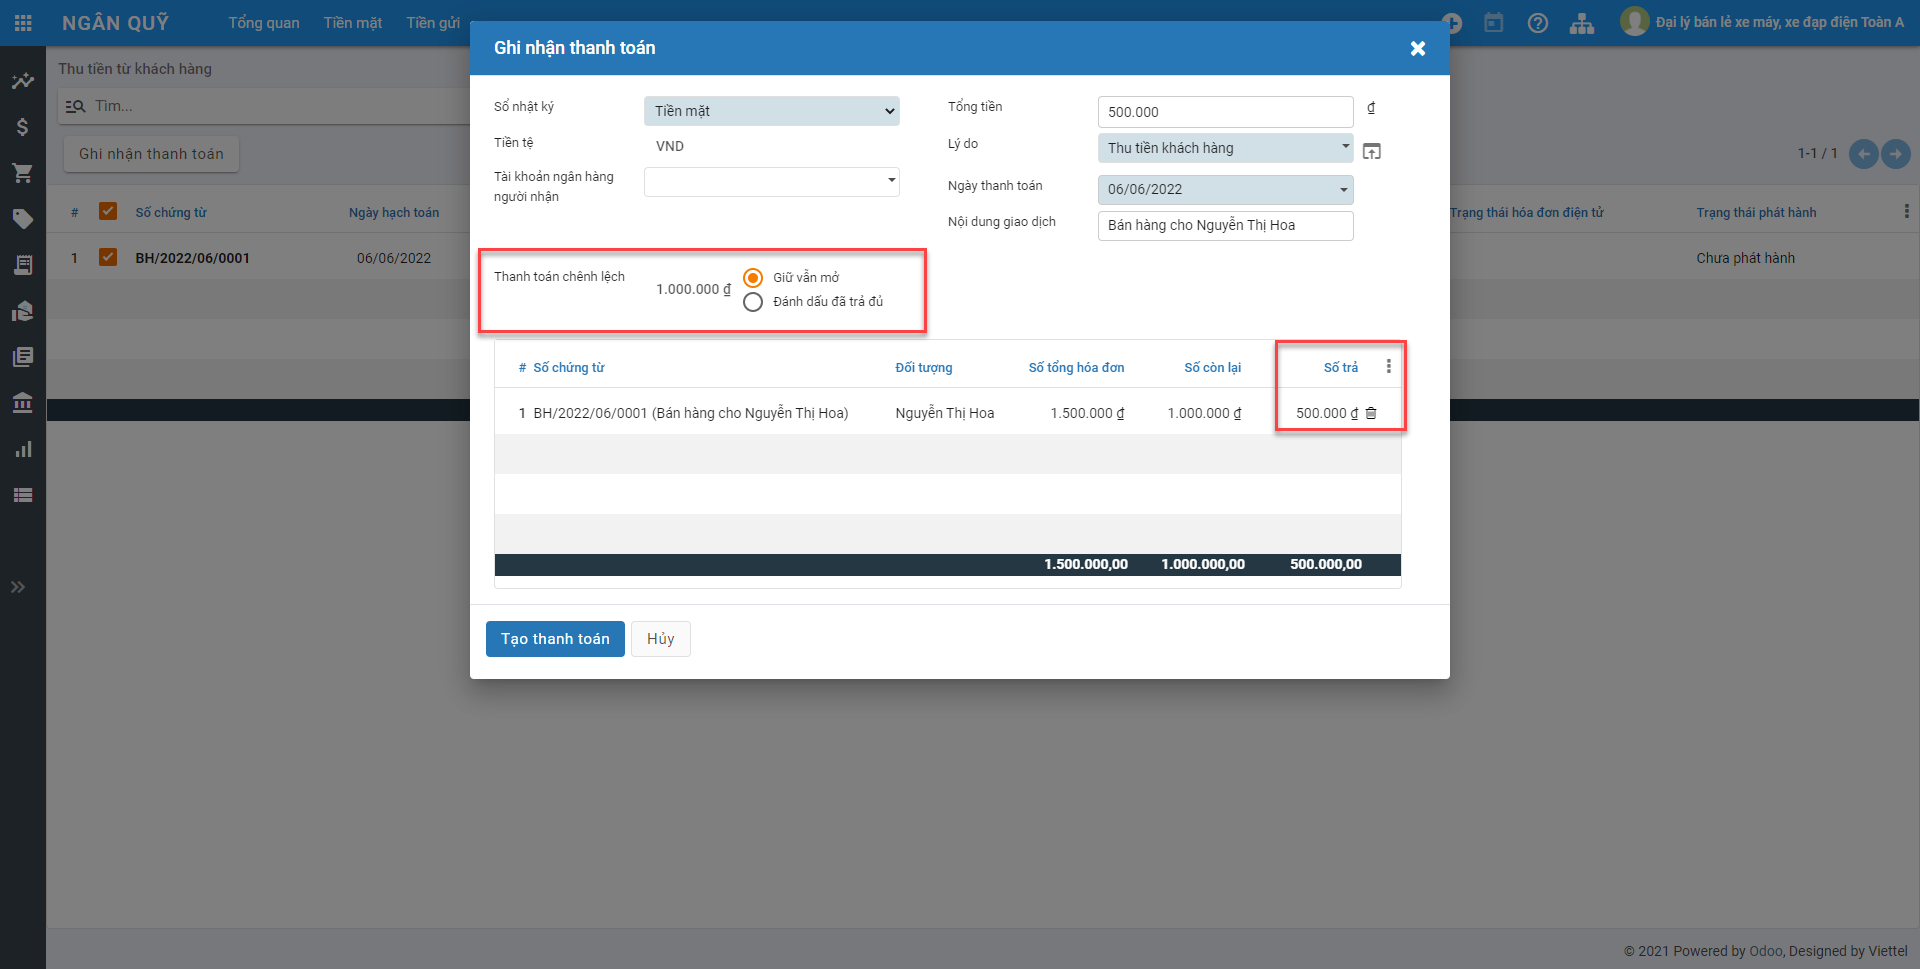 NGÂN QUỸ
Tổng quan Tiền mặt Tiền gửi
Đại lý bán lẻ xe máy, xe đạp điện Toàn A
Thu tiền từ khách hàng
Tìm...
Ghi nhận thanh toán
1-1 / 1
# Số chứng từ Ngày hạch toán Trạng thái hóa đơn điện tử Trạng thái phát hành
1 BH/2022/06/0001 06/06/2022 Chưa phát hành
Ghi nhận thanh toán
Sổ nhật ký Tiền mặt Tổng tiền 500.000 ₫
Tiền tệ VND Lý do Thu tiền khách hàng
Tài khoản ngân hàng
người nhận
Ngày thanh toán 06/06/2022
Nội dung giao dịch Bán hàng cho Nguyễn Thị Hoa
Thanh toán chênh lệch 1.000.000 ₫
Giữ vẫn mở
Đánh dấu đã trả đủ
# Số chứng từ Đối tượng Số tổng hóa đơn Số còn lại Số trả
1 BH/2022/06/0001 (Bán hàng cho Nguyễn Thị Hoa) Nguyễn Thị Hoa 1.500.000 ₫ 1.000.000 ₫ 500.000 ₫
1.500.000,00 1.000.000,00 500.000,00
Tạo thanh toán Hủy
© 2021 Powered by Odoo, Designed by Viettel